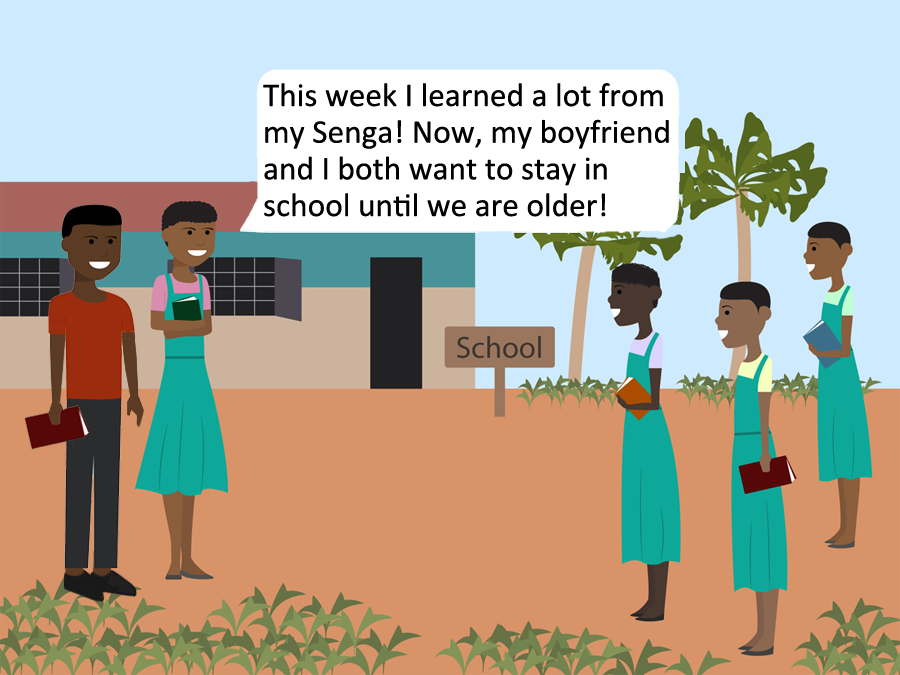 This week I learned a lot from
my Senga! Now, my boyfriend
and I both want to stay in
school until we are older!
School